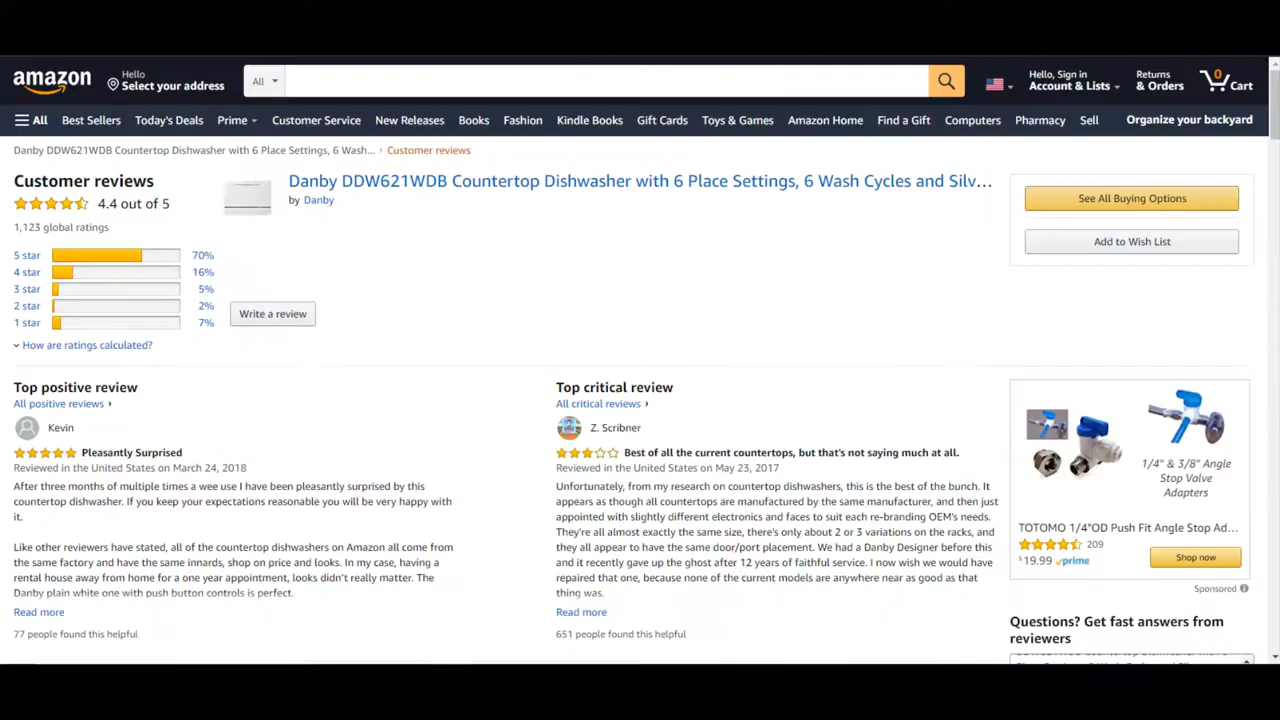 amazon
Hello
Select your address
All
Hello, Sign in
Account & Lists
Returns
& Orders
0
Cart
All
Best Sellers
Today's Deals
Prime
Customer Service
New Releases
Books
Fashion
Kindle Books
Gift Cards
Toys & Games
Amazon Home
Find a Gift
Computers
Pharmacy
Sell
Organize your backyard
Danby DDW621WDB Countertop Dishwasher with 6 Place Settings, 6 Wash... › Customer reviews
Customer reviews
4.4 out of 5
1,123 global ratings
5 star 70%
4 star 16%
3 star 5%
2 star 2%
1 star 7%
How are ratings calculated?
Danby DDW621WDB Countertop Dishwasher with 6 Place Settings, 6 Wash Cycles and Silv...
by Danby
Write a review
See All Buying Options
Add to Wish List
Top positive review
All positive reviews ›
Kevin
Pleasantly Surprised
Reviewed in the United States on March 24, 2018
After three months of multiple times a wee use I have been pleasantly surprised by this
countertop dishwasher. If you keep your expectations reasonable you will be very happy with
it.
Like other reviewers have stated, all of the countertop dishwashers on Amazon all come from
the same factory and have the same innards, shop on price and looks. In my case, having a
rental house away from home for a one year appointment, looks didn't really matter. The
Danby plain white one with push button controls is perfect.
Read more
77 people found this helpful
Top critical review
All critical reviews ›
Z. Scribner
Best of all the current countertops, but that's not saying much at all.
Reviewed in the United States on May 23, 2017
Unfortunately, from my research on countertop dishwashers, this is the best of the bunch. It
appears as though all countertops are manufactured by the same manufacturer, and then just
appointed with slightly different electronics and faces to suit each re-branding OEM's needs.
They're all almost exactly the same size, there's only about 2 or 3 variations on the racks, and
they all appear to have the same door/port placement. We had a Danby Designer before this
and it recently gave up the ghost after 12 years of faithful service. I now wish we would have
repaired that one, because none of the current models are anywhere near as good as that
thing was.
Read more
651 people found this helpful
1/4" & 3/8" Angle
Stop Valve
Adapters
TOTOMO 1/4"OD Push Fit Angle Stop Ad...
209
$19.99 prime
Shop now
Sponsored
Questions? Get fast answers from
reviewers